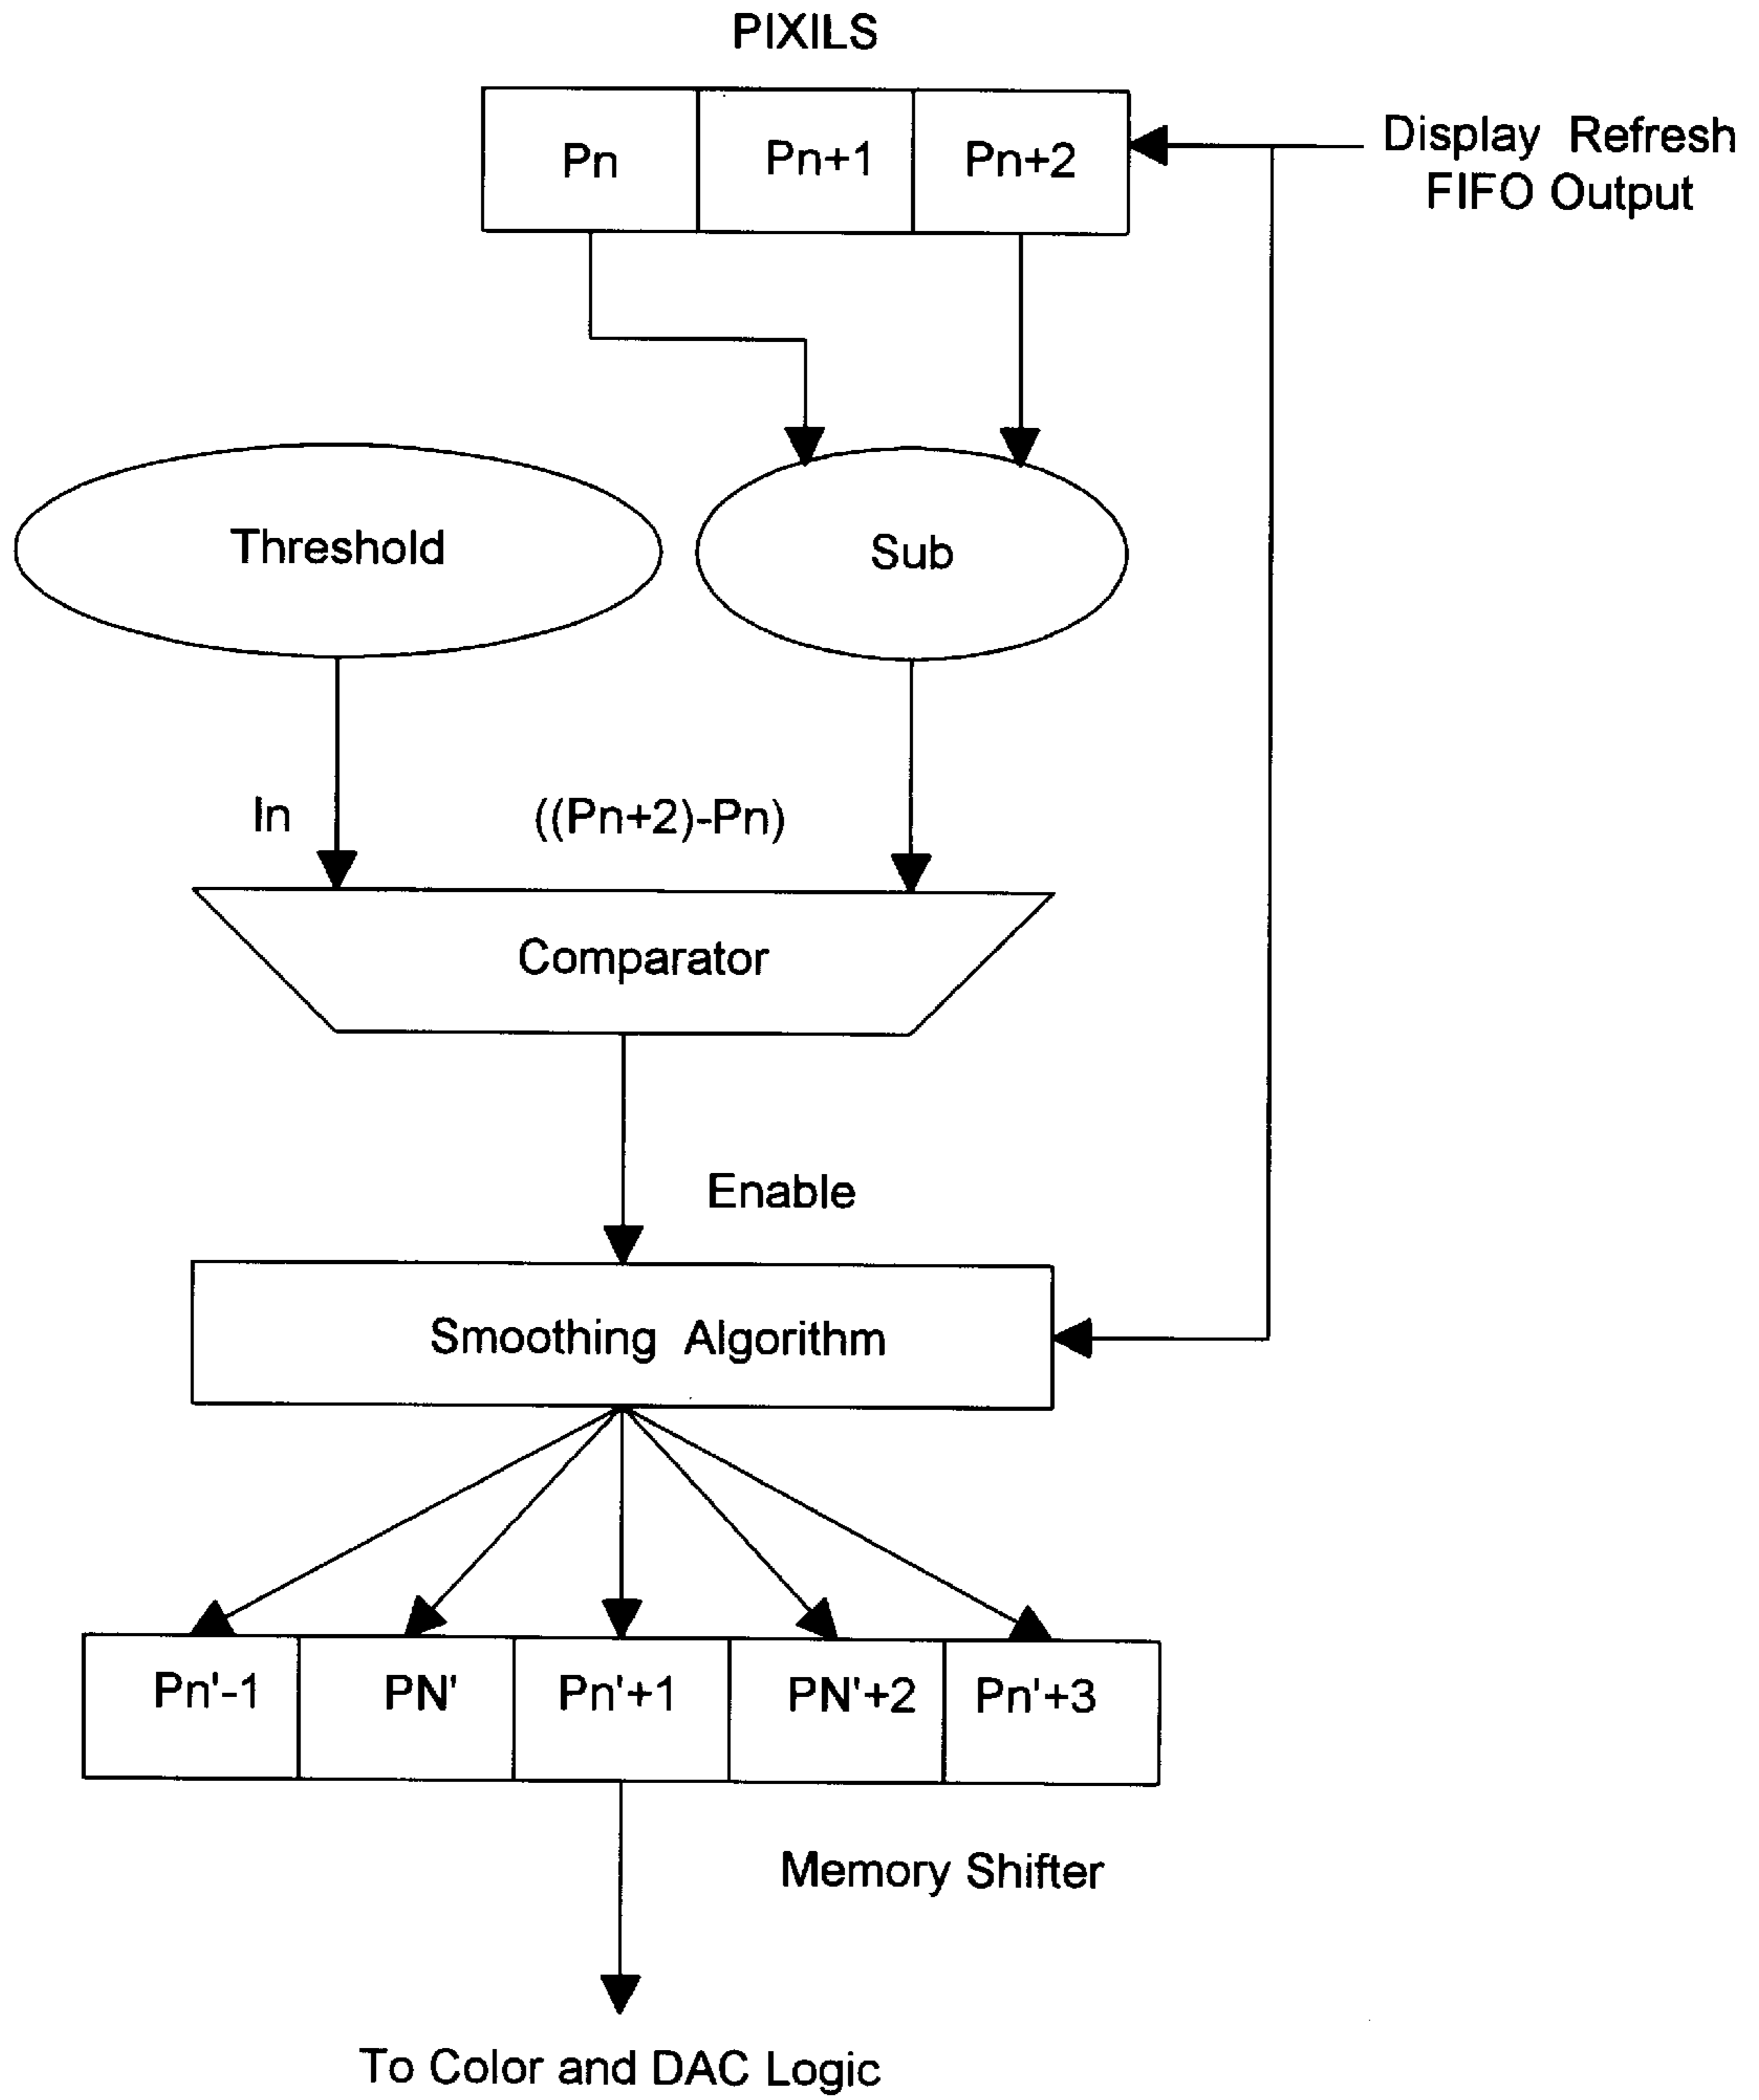 PIXILS
Pn
Pn+1
Pn+2
Display Refresh
FIFO Output
Threshold
Sub
In
((Pn+2)-Pn)
Comparator
Enable
Smoothing Algorithm
Pn'-1
PN'
Pn'+1
PN'+2
Pn'+3
Memory Shifter
To Color and DAC Logic